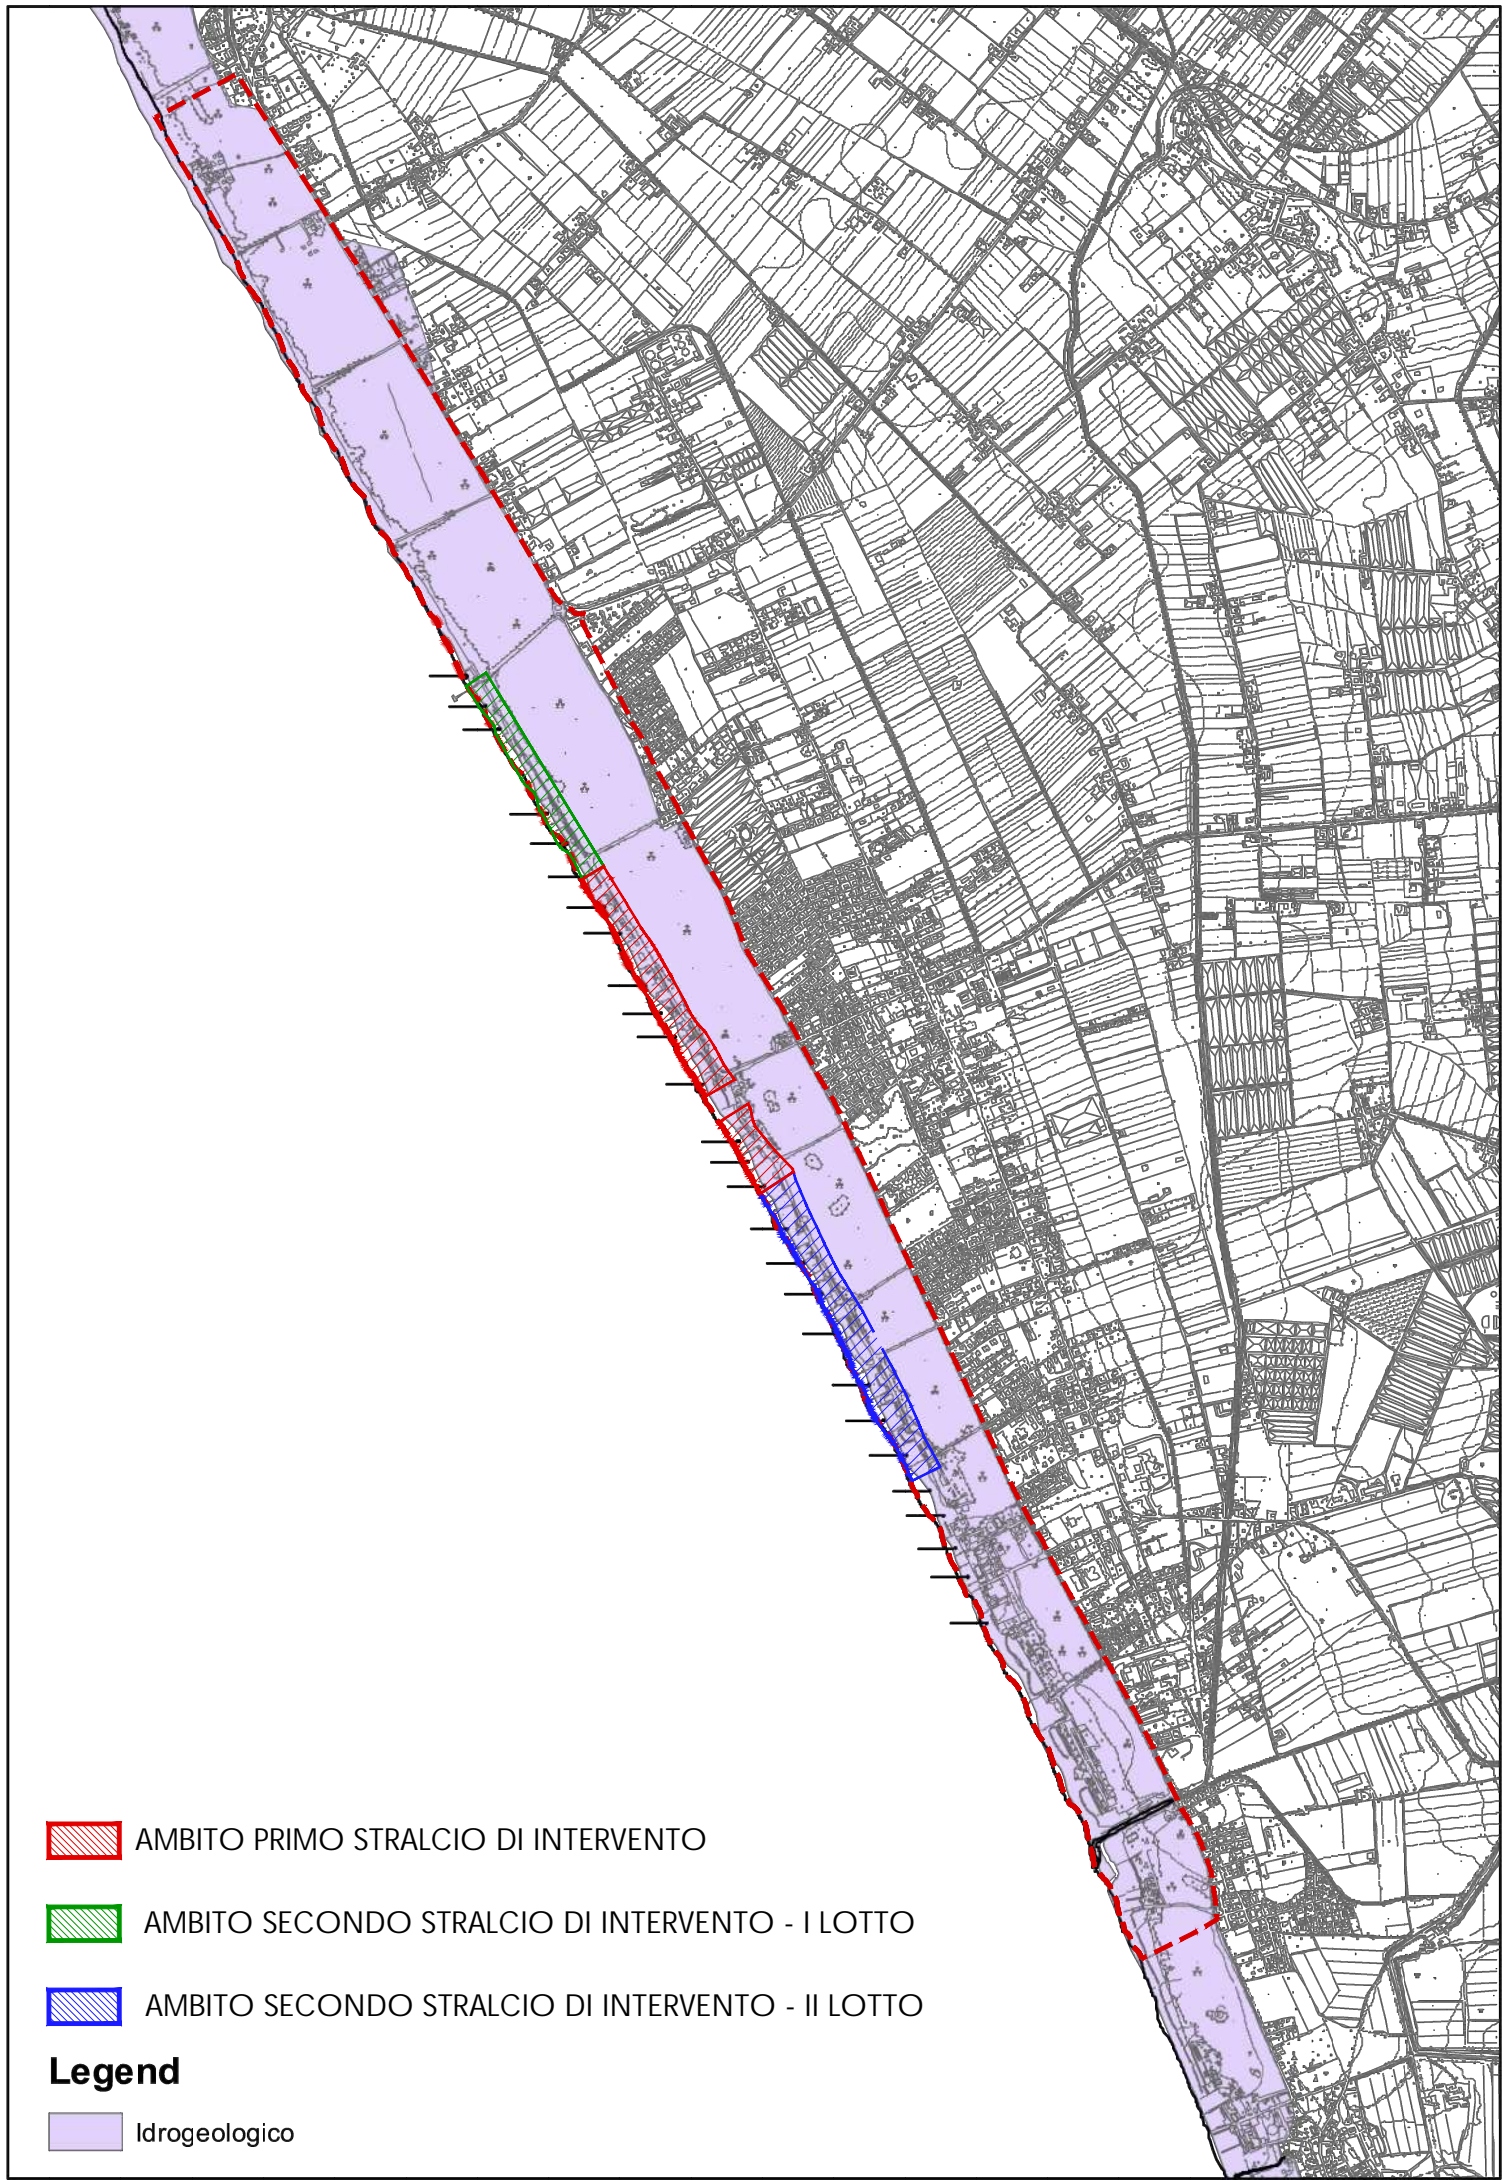 AMBITO PRIMO STRALCIO DI INTERVENTO
AMBITO SECONDO STRALCIO DI INTERVENTO - I LOTTO
AMBITO SECONDO STRALCIO DI INTERVENTO - II LOTTO
Legend
Idrogeologico